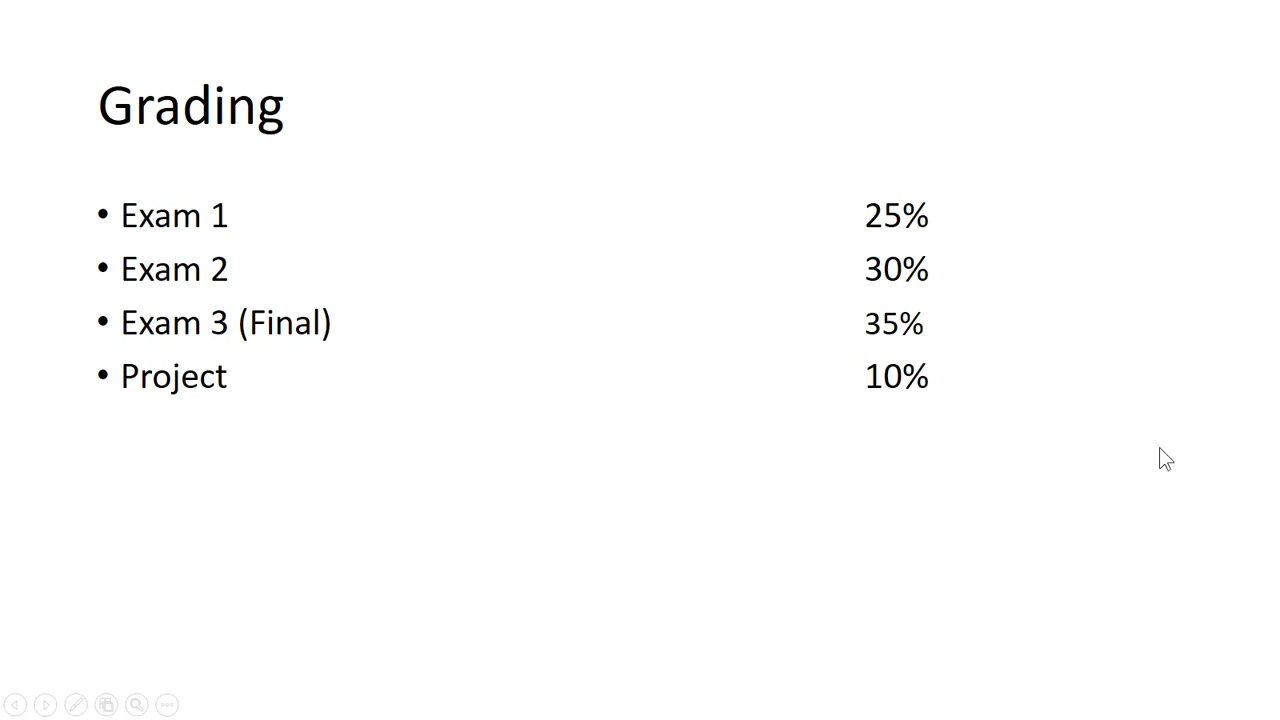 Grading
• Exam 1 25%
• Exam 2 30%
• Exam 3 (Final) 35%
• Project 10%